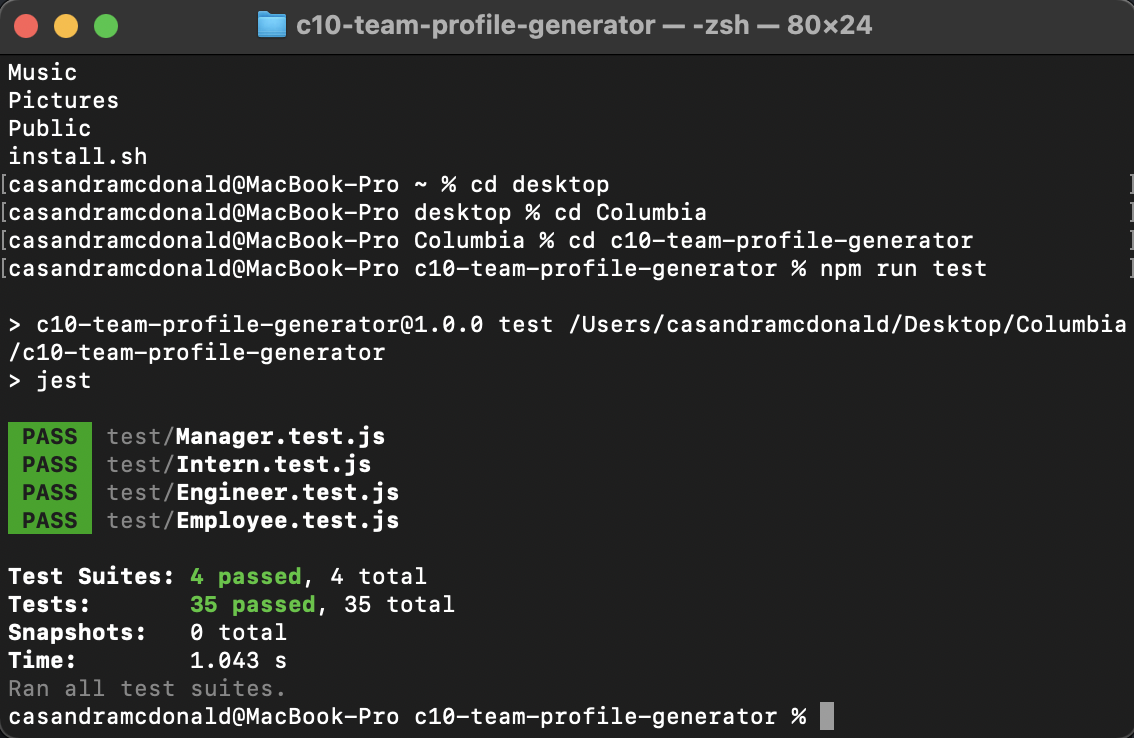 c10-team-profile-generator — -zsh — 80×24
Music
Pictures
Public
install.sh
[casandramcdonald@MacBook-Pro ~ % cd desktop ]
[casandramcdonald@MacBook-Pro desktop % cd Columbia ]
[casandramcdonald@MacBook-Pro Columbia % cd c10-team-profile-generator ]
[casandramcdonald@MacBook-Pro c10-team-profile-generator % npm run test ]
> c10-team-profile-generator@1.0.0 test /Users/casandramcdonald/Desktop/Columbia
/c10-team-profile-generator
> jest
PASS test/Manager.test.js
PASS test/Intern.test.js
PASS test/Engineer.test.js
PASS test/Employee.test.js
Test Suites: 4 passed, 4 total
Tests: 35 passed, 35 total
Snapshots: 0 total
Time: 1.043 s
Ran all test suites.
casandramcdonald@MacBook-Pro c10-team-profile-generator %